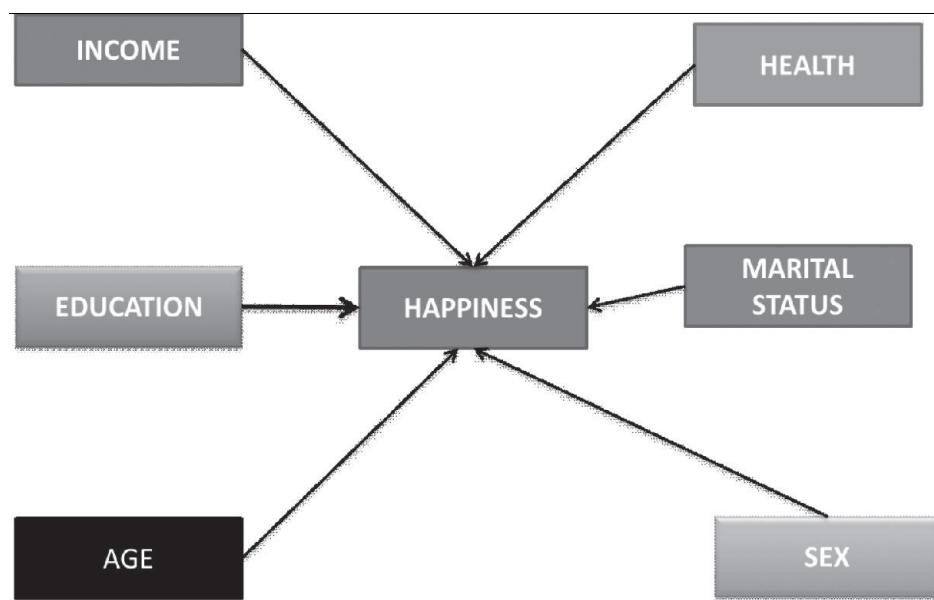 INCOME
HEALTH
EDUCATION
HAPPINESS
MARITAL
STATUS
AGE
SEX